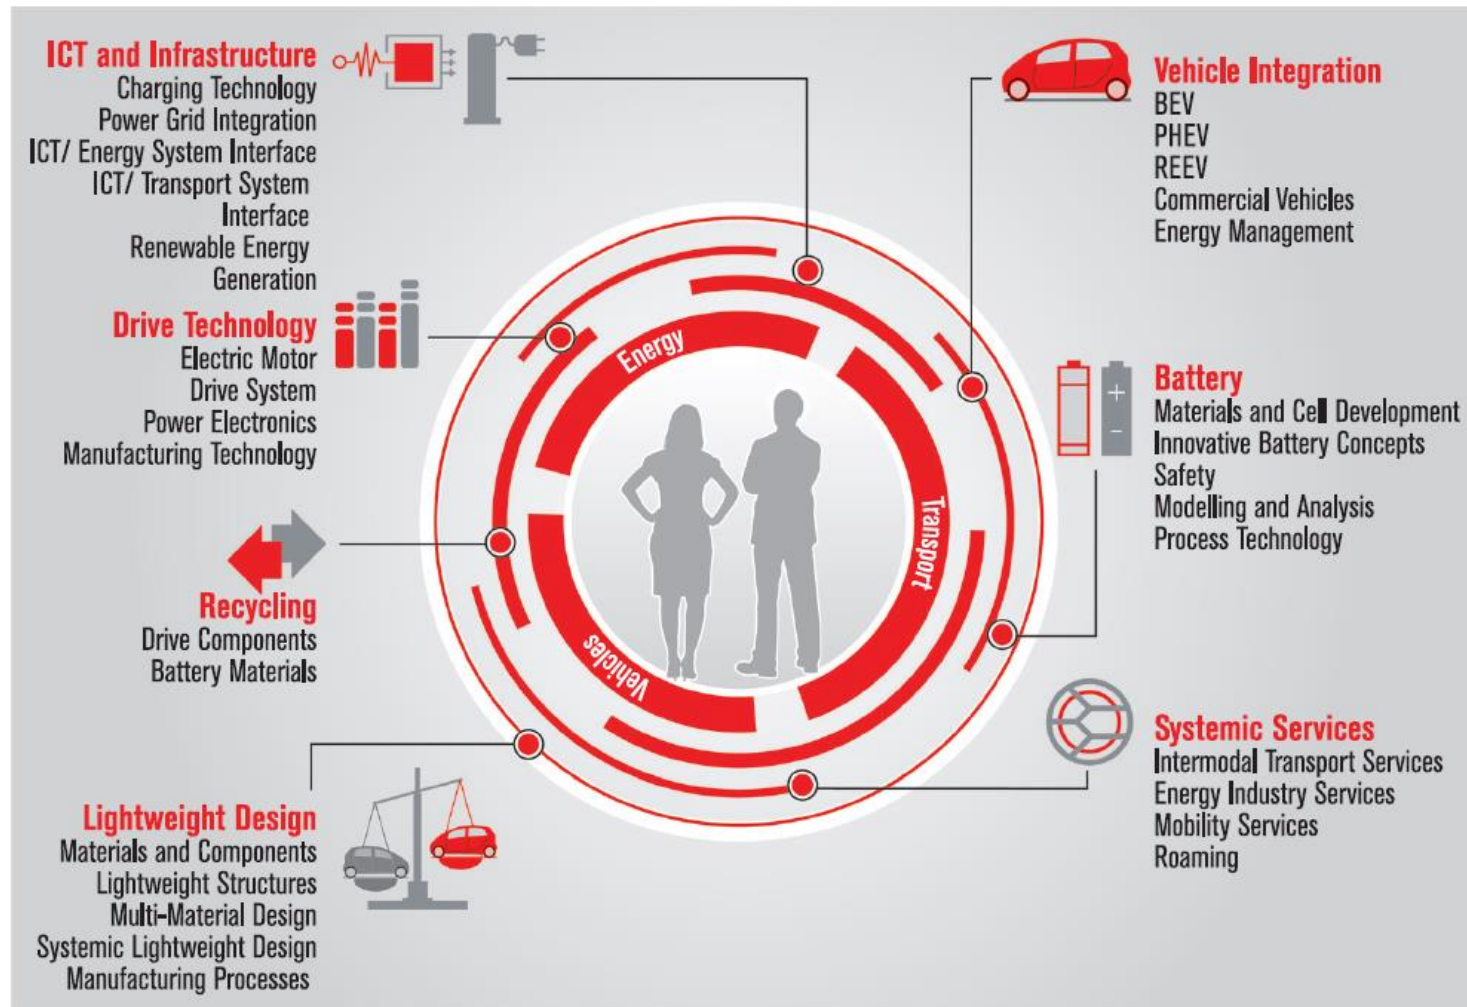 ICT and Infrastructure
Charging Technology
Power Grid Integration
ICT/ Energy System Interface
ICT/ Transport System
Interface
Renewable Energy
Generation
Drive Technology
Electric Motor
Drive System
Power Electronics
Manufacturing Technology
Recycling
Drive Components
Battery Materials
Lightweight Design
Materials and Components
Lightweight Structures
Multi-Material Design
Systemic Lightweight Design
Manufacturing Processes
Energy
Transport
Vehicles
Vehicle Integration
BEV
PHEV
REEV
Commercial Vehicles
Energy Management
Battery
+
−
Materials and Cell Development
Innovative Battery Concepts
Safety
Modelling and Analysis
Process Technology
Systemic Services
Intermodal Transport Services
Energy Industry Services
Mobility Services
Roaming